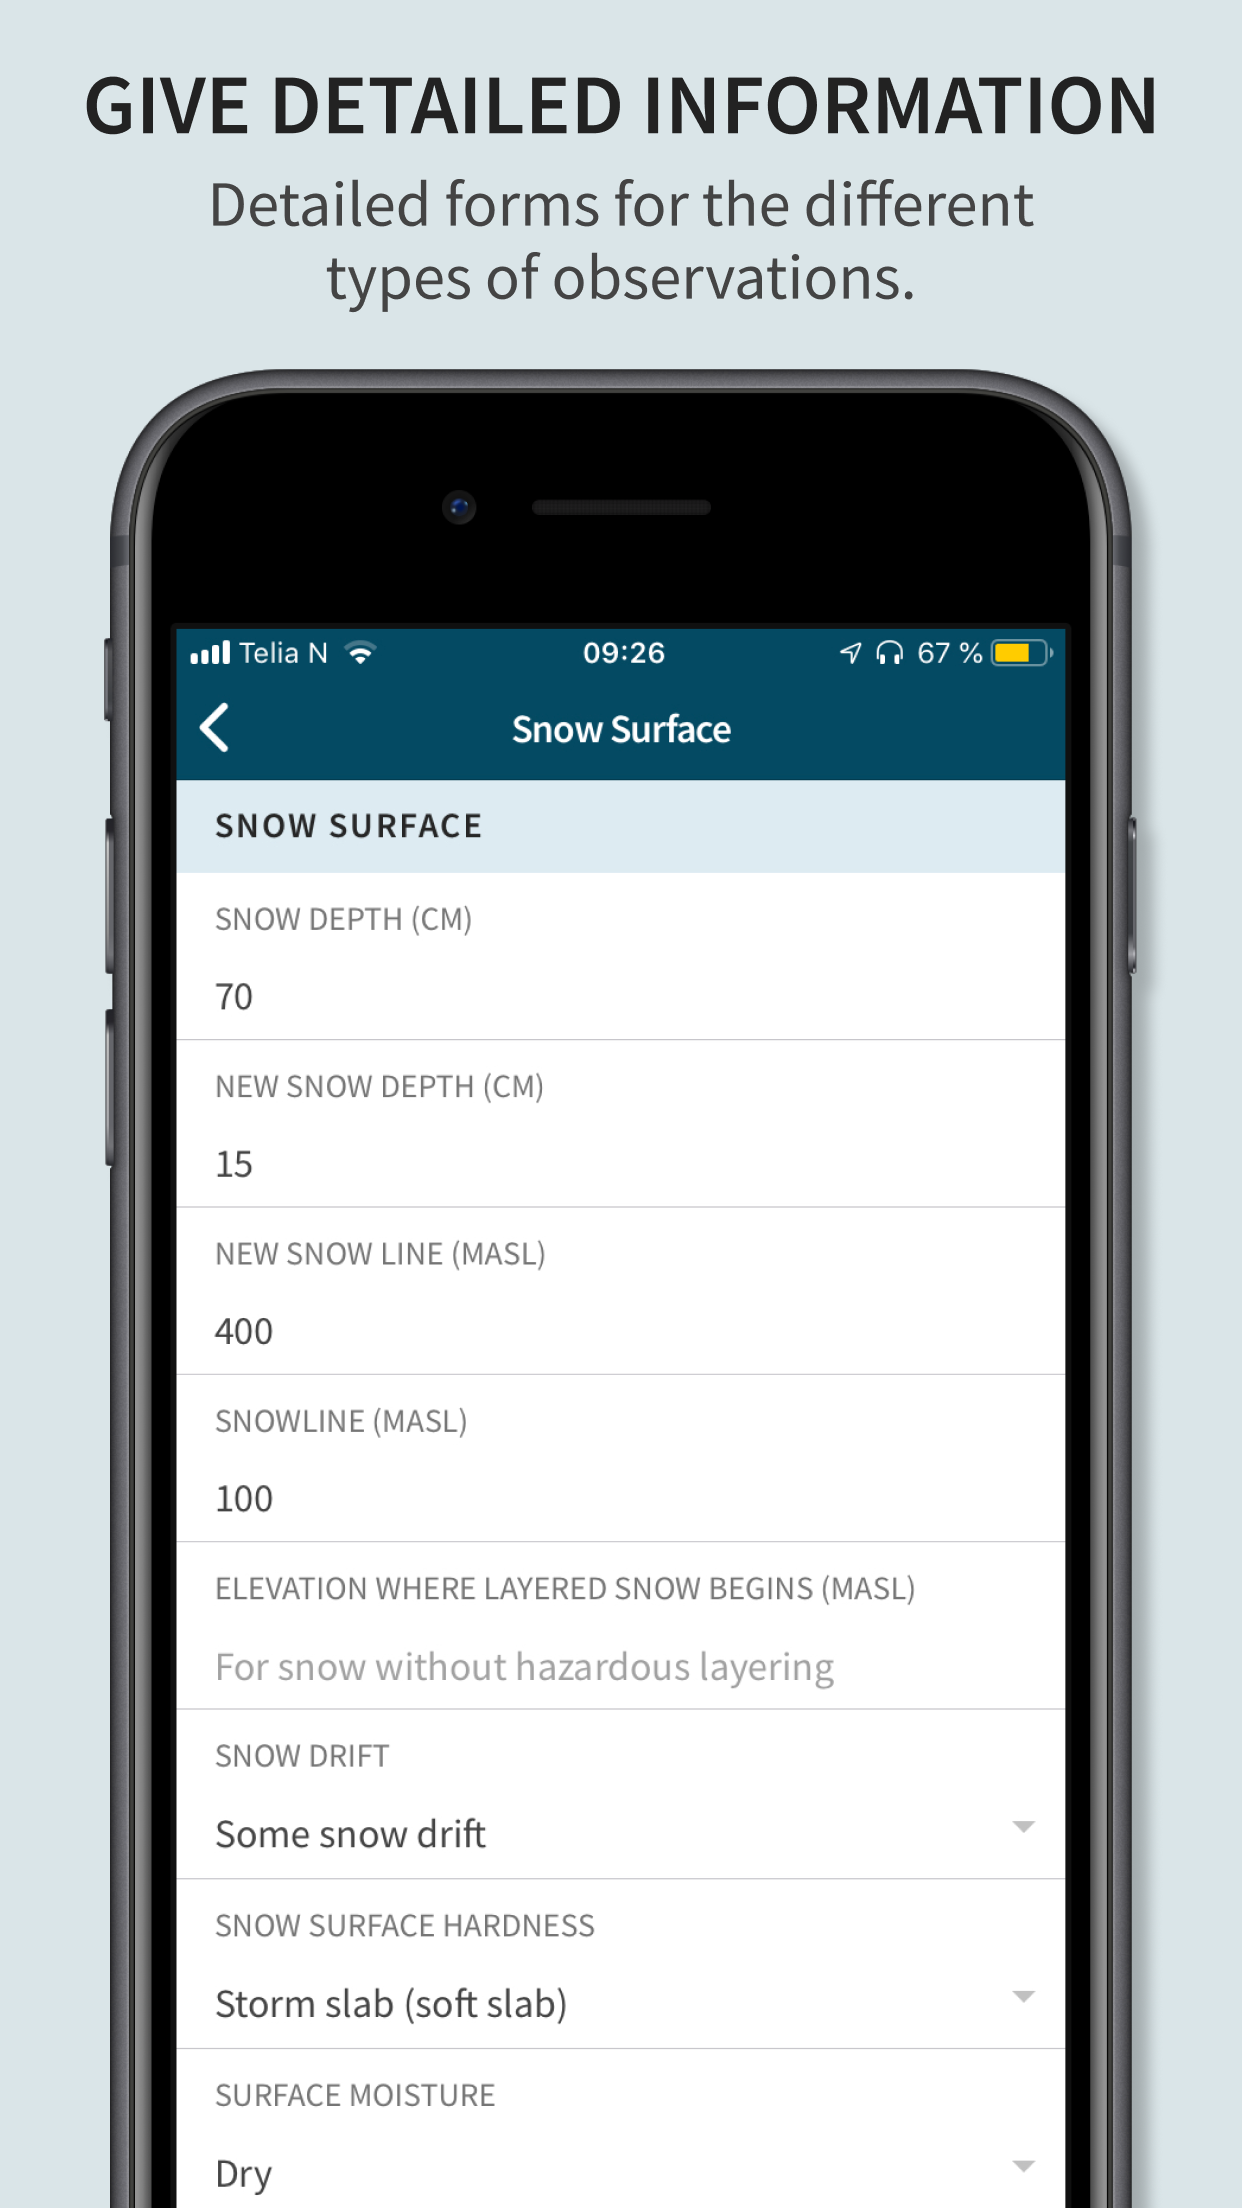 GIVE DETAILED INFORMATION
Detailed forms for the different
types of observations.
Telia N 09:26 67 %
Snow Surface
SNOW SURFACE
SNOW DEPTH (CM)
70
NEW SNOW DEPTH (CM)
15
NEW SNOW LINE (MASL)
400
SNOWLINE (MASL)
100
ELEVATION WHERE LAYERED SNOW BEGINS (MASL)
For snow without hazardous layering
SNOW DRIFT
Some snow drift
SNOW SURFACE HARDNESS
Storm slab (soft slab)
SURFACE MOISTURE
Dry